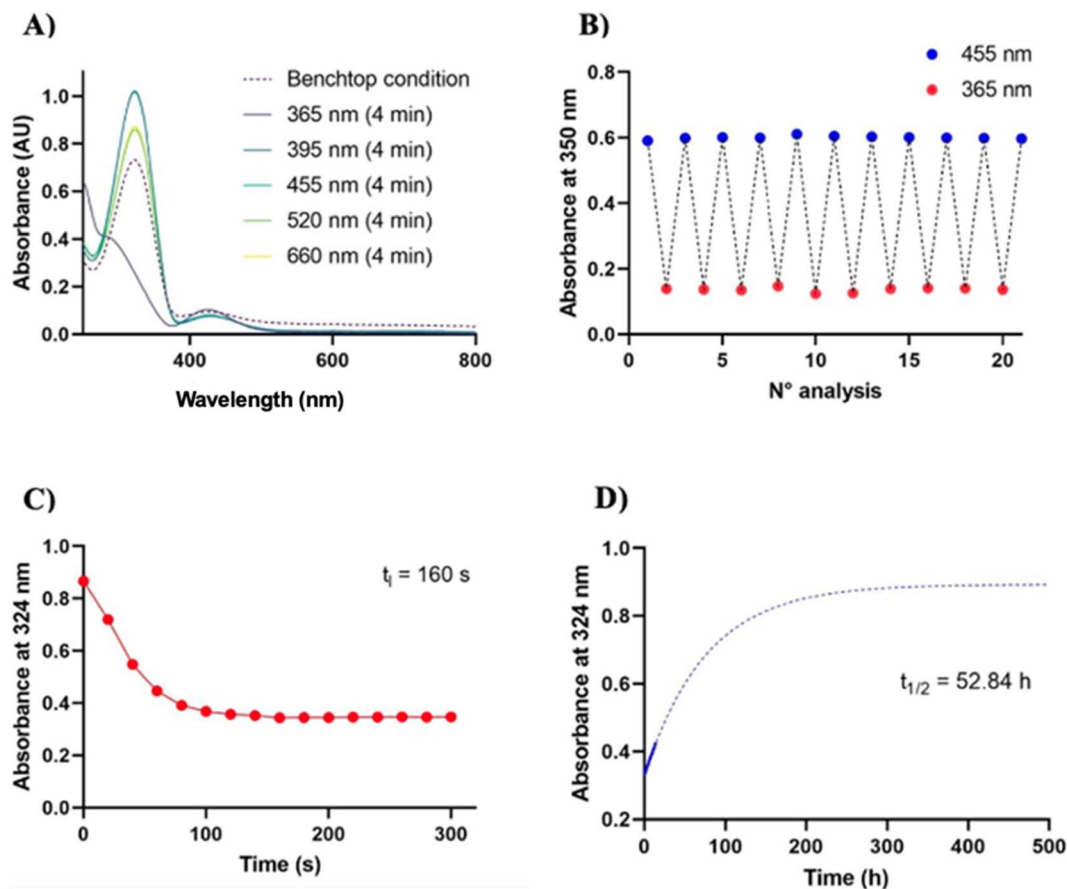 A)
Absorbance (AU)
1.0
0.8
0.6
0.4
0.2
0.0
400
600
800
Wavelength (nm)
Benchtop condition
365 nm (4 min)
395 nm (4 min)
455 nm (4 min)
520 nm (4 min)
660 nm (4 min)
B)
455 nm
365 nm
Absorbance at 350 nm
0.8
0.6
0.4
0.2
0.0
0
5
10
15
20
N° analysis
C)
Absorbance at 324 nm
1.0
0.8
0.6
0.4
0.2
0.0
0
100
200
300
Time (s)
tl = 160 s
D)
Absorbance at 324 nm
1.0
0.8
0.6
0.4
0.2
0
100
200
300
400
500
Time (h)
t1/2 = 52.84 h